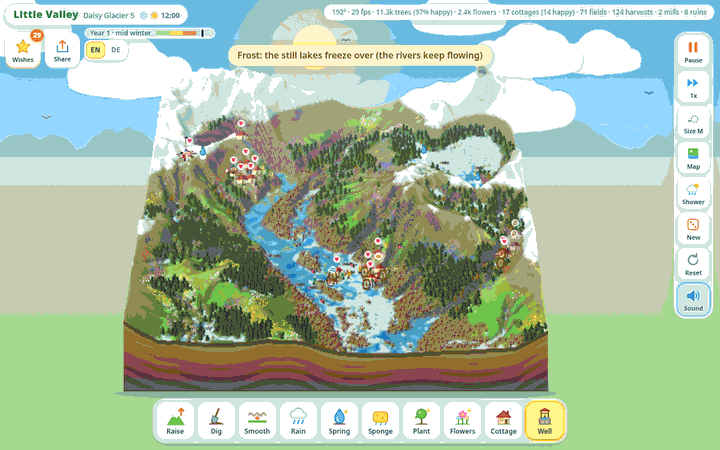 Little Valley Daisy Glacier 5 12:00
192² · 29 fps · 11.3k trees (97% happy) · 2.4k flowers · 17 cottages (14 happy) · 71 fields · 124 harvests · 2 mills · 8 ruins
29
Wishes
Share
Year 1 · mid winter
EN DE
Frost: the still lakes freeze over (the rivers keep flowing)
Pause
1x
Size M
Map
Shower
New
Reset
Sound
Raise Dig Smooth Rain Spring Sponge Plant Flowers Cottage Well